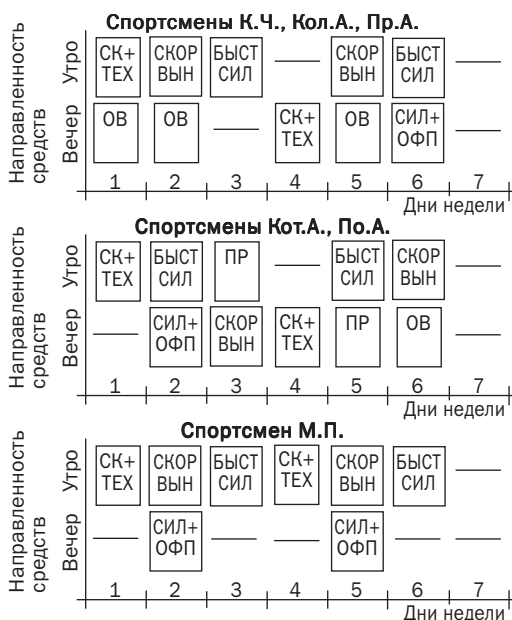 Спортсмены К.Ч., Кол.А., Пр.А.
Направленность
средств
Утро
СК+ СКОР БЫСТ — СКОР БЫСТ —
ТЕХ ВЫН СИЛ ВЫН СИЛ
Вечер
ОВ ОВ — СК+ ОВ СИЛ+ —
ТЕХ ОФП
1 2 3 4 5 6 7
Дни недели
Спортсмены Кот.А., По.А.
Направленность
средств
Утро
СК+ БЫСТ ПР — БЫСТ СКОР —
ТЕХ СИЛ СИЛ ВЫН
Вечер
— СИЛ+ СКОР СК+ ПР ОВ —
ОФП ВЫН ТЕХ
1 2 3 4 5 6 7
Дни недели
Спортсмен М.П.
Направленность
средств
Утро
СК+ СКОР БЫСТ СК+ СКОР БЫСТ —
ТЕХ ВЫН СИЛ ТЕХ ВЫН СИЛ
Вечер
— СИЛ+ — — СИЛ+ — —
ОФП ОФП
1 2 3 4 5 6 7
Дни недели